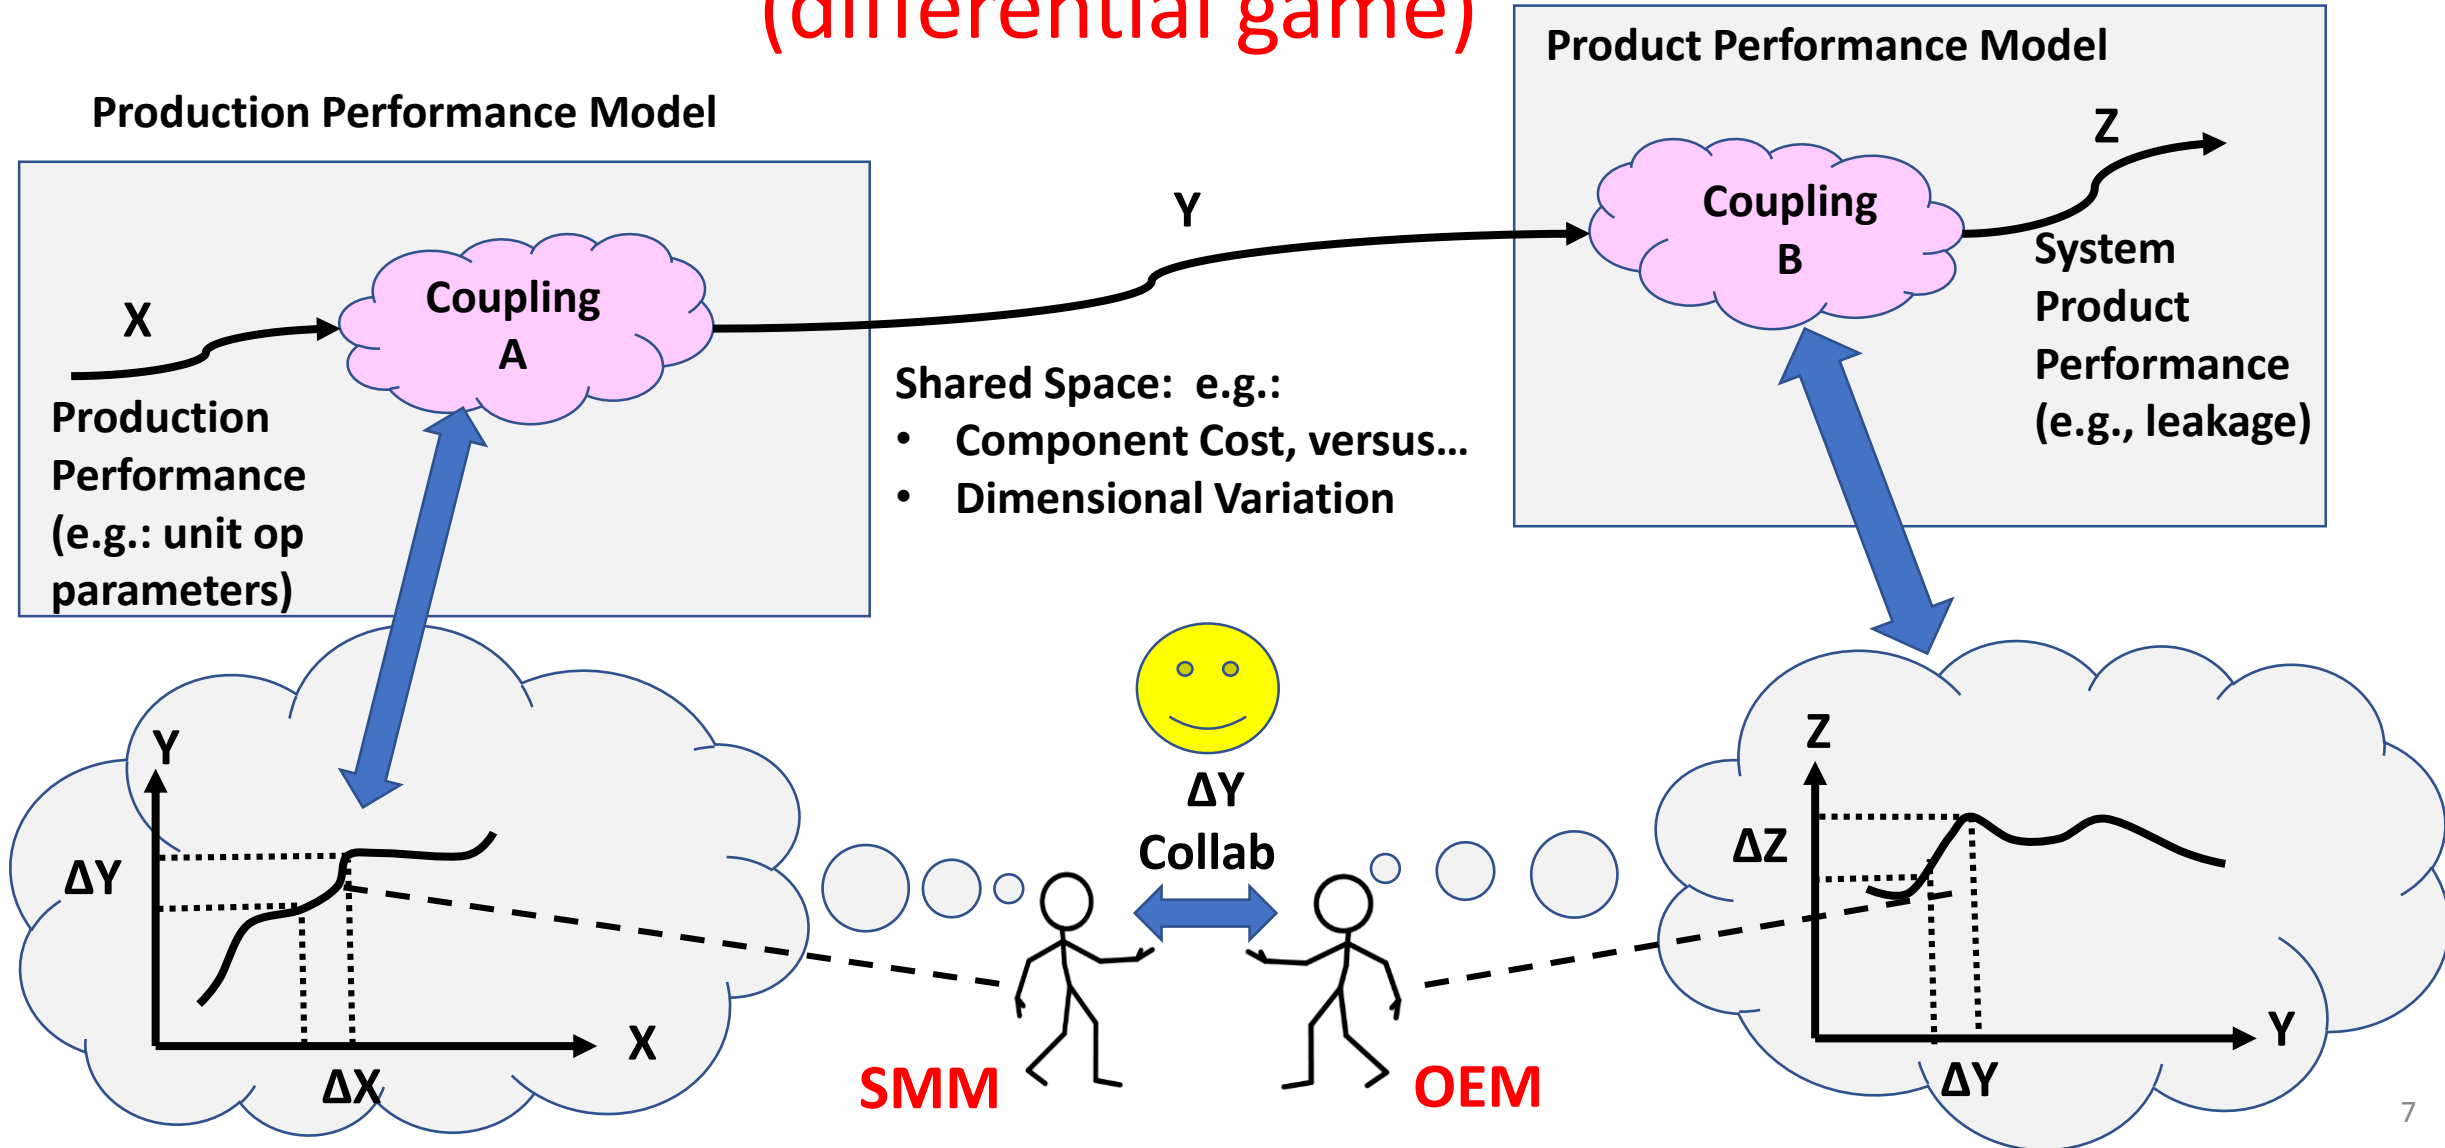 (differential game)
Product Performance Model
Production Performance Model
Z
Y
Coupling
B
Coupling
A
X
System
Product
Performance
(e.g., leakage)
Shared Space:  e.g.:
• Component Cost, versus...
• Dimensional Variation
Production
Performance
(e.g.: unit op
parameters)
Y
ΔY
X
ΔX
ΔY
Collab
SMM
OEM
Z
ΔZ
Y
ΔY
7